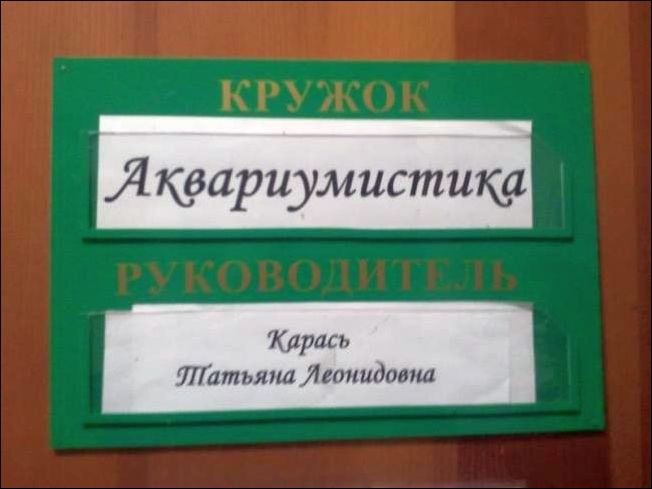 КРУЖОК
Аквариумистика
РУКОВОДИТЕЛЬ
Карась
Татьяна Леонидовна